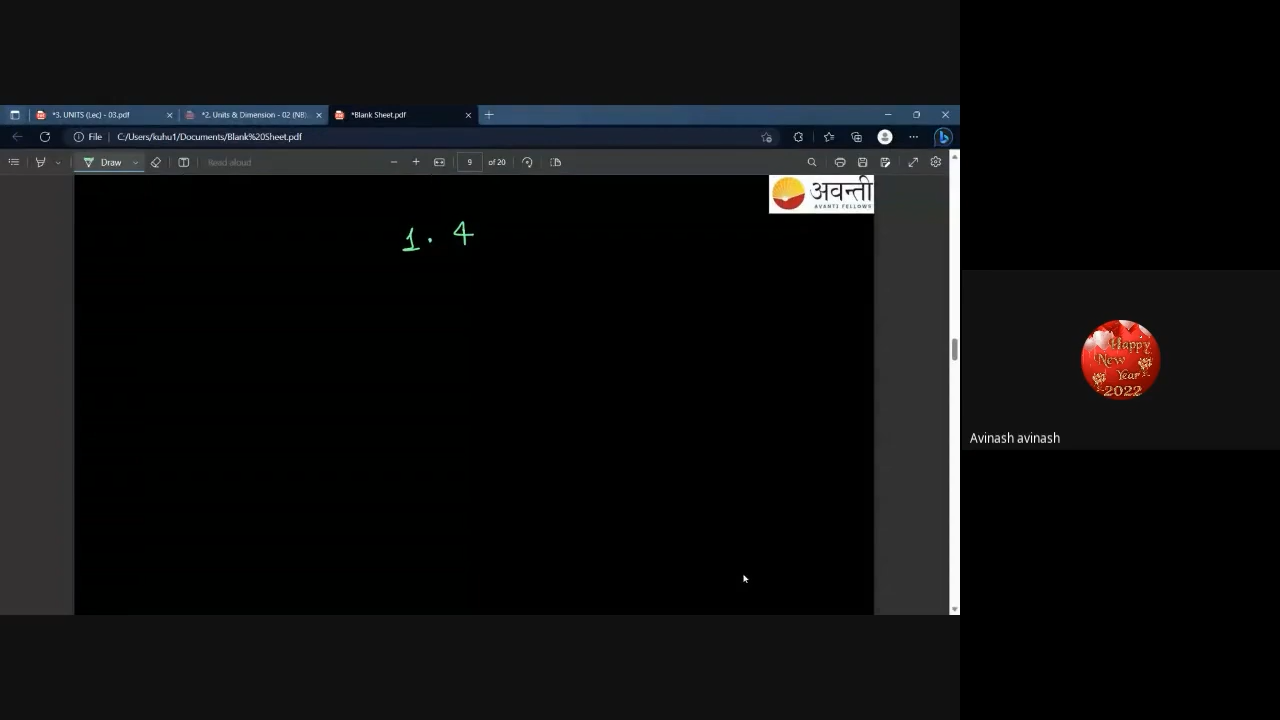 *3. UNITS (Lec) - 03.pdf
*2. Units & Dimension - 02 (NB)...
*Blank Sheet.pdf
File
C:/Users/kuhu1/Documents/Blank%20Sheet.pdf
Draw
Read aloud
9 of 20
अवन्ती
AVANTI FELLOWS
1. 4
Happy
New
Year
2022
Avinash avinash